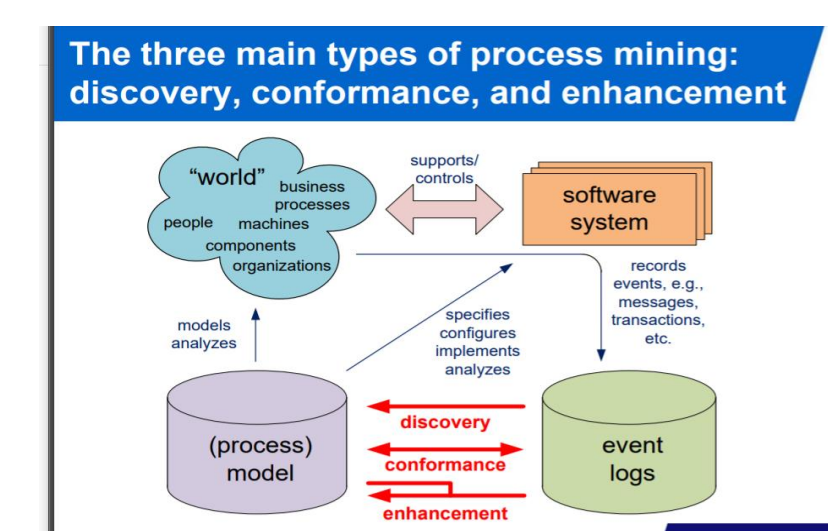 The three main types of process mining:
discovery, conformance, and enhancement
"world"
business
processes
people
machines
components
organizations
supports/
controls
software
system
records
events, e.g.,
messages,
transactions,
etc.
models
analyzes
specifies
configures
implements
analyzes
(process)
model
discovery
conformance
enhancement
event
logs